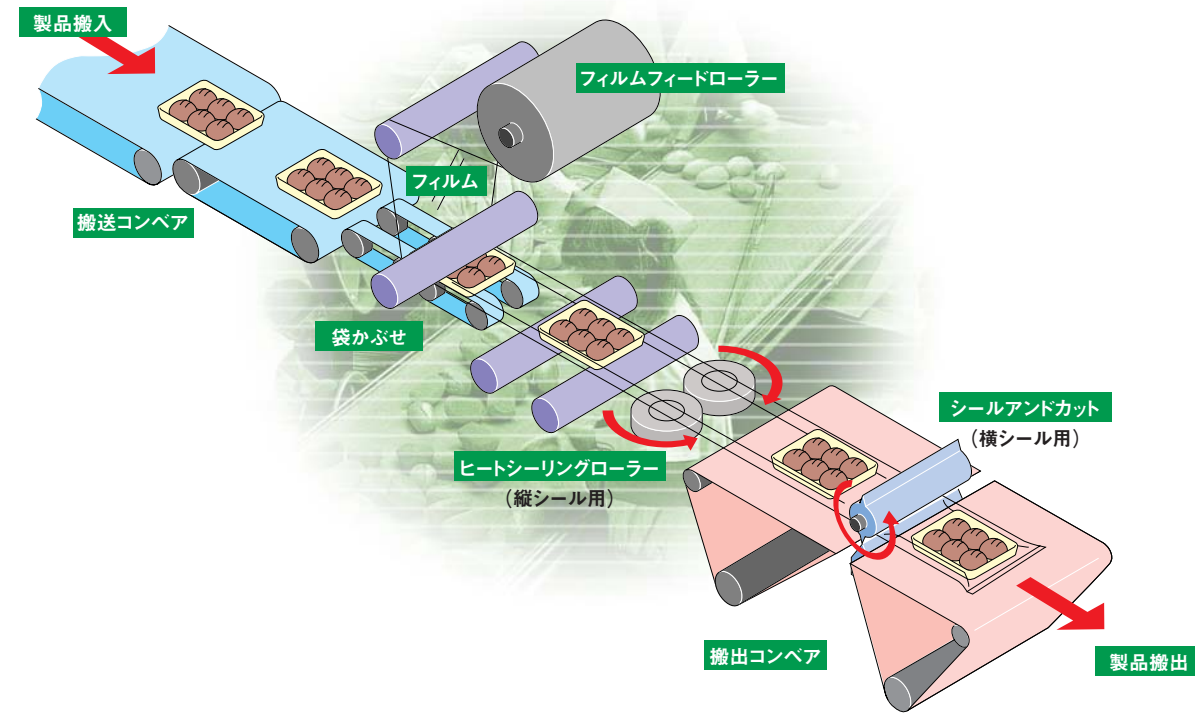 製品搬入
フィルムフィードローラー
フィルム
搬送コンベア
袋かぶせ
シールアンドカット
（横シール用）
ヒートシーリングローラー
（縦シール用）
搬出コンベア
製品搬出